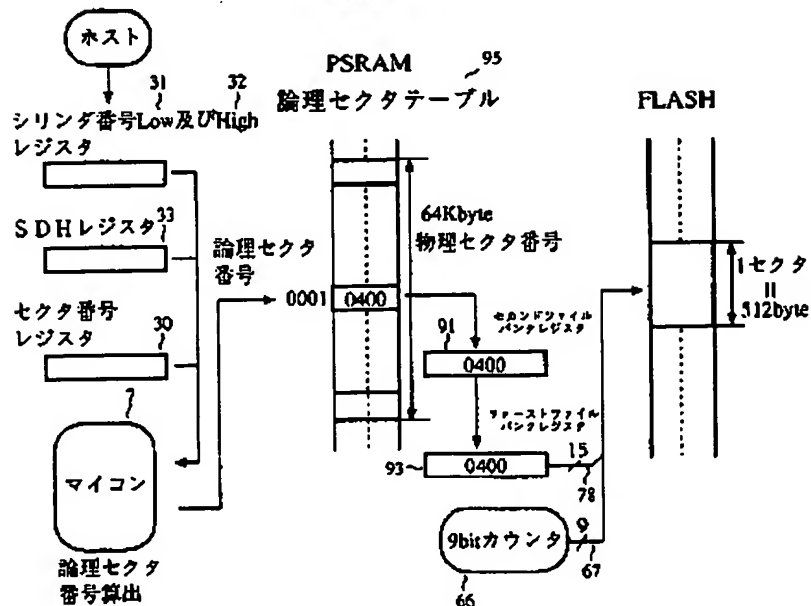 ホスト
31
32
シリンダ番号Low及びHigh
レジスタ
SDHレジスタ
33
セクタ番号
レジスタ
30
7
マイコン
論理セクタ
番号算出
論理セクタ
番号
PSRAM
論理セクタテーブル
95
0001
0400
64Kbyte
物理セクタ番号
セカンドファイル
バンクレジスタ
91
0400
ファーストファイル
バンクレジスタ
93
0400
15
78
9bitカウンタ
66
9
67
FLASH
1セクタ
||
512byte